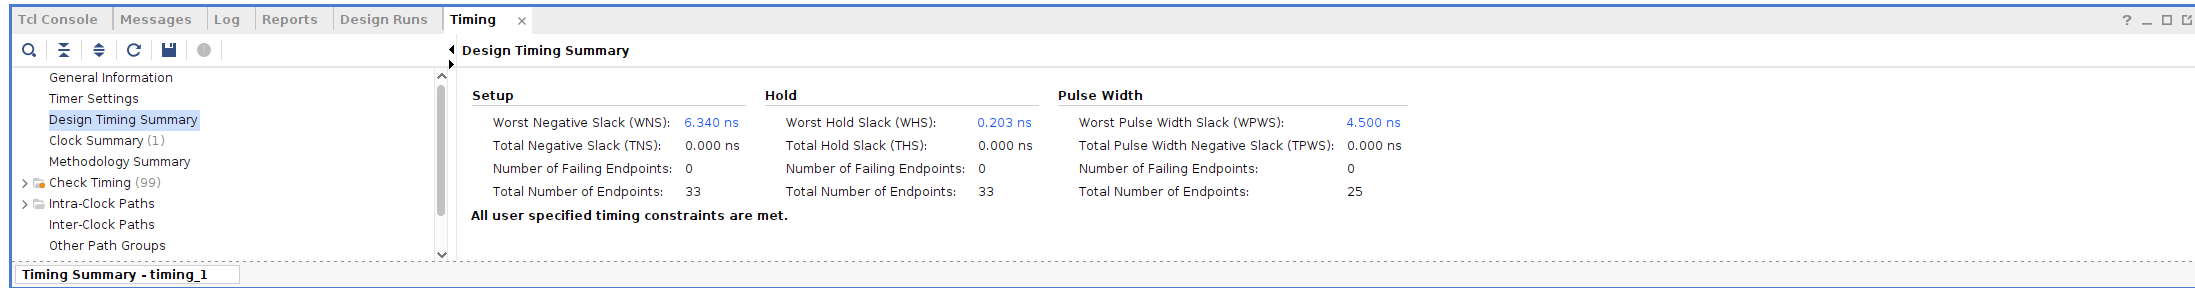 Tcl Console Messages Log Reports Design Runs Timing × ?
Design Timing Summary
General Information
Timer Settings
Design Timing Summary
Clock Summary (1)
Methodology Summary
Check Timing (99)
Intra-Clock Paths
Inter-Clock Paths
Other Path Groups
Setup Hold Pulse Width
Worst Negative Slack (WNS): 6.340 ns Worst Hold Slack (WHS): 0.203 ns Worst Pulse Width Slack (WPWS): 4.500 ns
Total Negative Slack (TNS): 0.000 ns Total Hold Slack (THS): 0.000 ns Total Pulse Width Negative Slack (TPWS): 0.000 ns
Number of Failing Endpoints: 0 Number of Failing Endpoints: 0 Number of Failing Endpoints: 0
Total Number of Endpoints: 33 Total Number of Endpoints: 33 Total Number of Endpoints: 25
All user specified timing constraints are met.
Timing Summary - timing_1